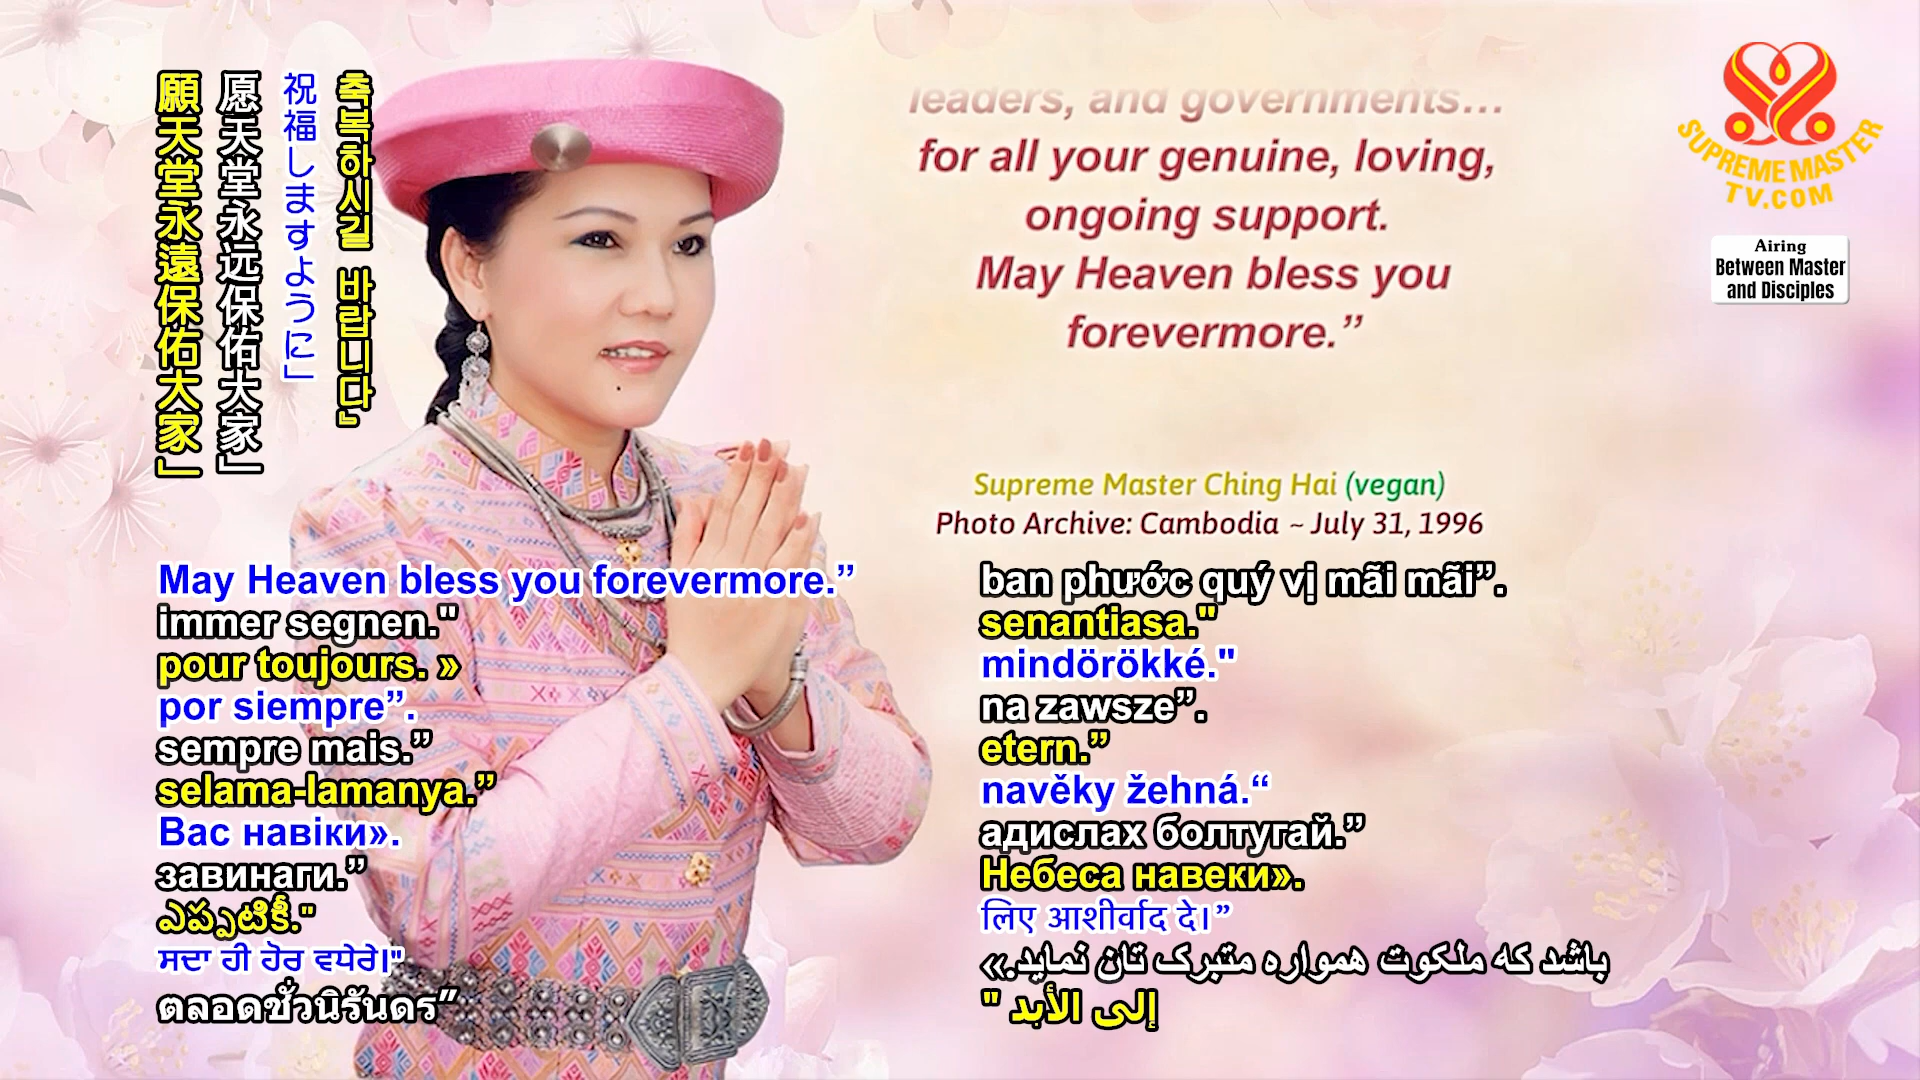 願天堂永遠保佑大家」
愿天堂永远保佑大家」
祝福しますように」
축복하시길 바랍니다』
leaders, and governments…
for all your genuine, loving,
ongoing support.
May Heaven bless you
forevermore.”
SUPREME MASTER
TV.COM
Airing
Between Master
and Disciples
Supreme Master Ching Hai (vegan)
Photo Archive: Cambodia ~ July 31, 1996
May Heaven bless you forevermore.”
immer segnen."
pour toujours. »
por siempre”.
sempre mais.”
selama-lamanya.”
Вас навіки».
завинаги.”
ఎప్పటికీ."
ਸਦਾ ਹੀ ਹੋਰ ਵਧੇਰੇ।"
ตลอดชั่วนิรันดร”
ban phước quý vị mãi mãi”.
senantiasa."
mindörökké."
na zawsze”.
etern.”
navěky žehná.“
адислах болтугай.”
Небеса навеки».
लिए आशीर्वाद दे।”
باشد که ملکوت همواره متبرک تان نماید.»
إلى الأبد "